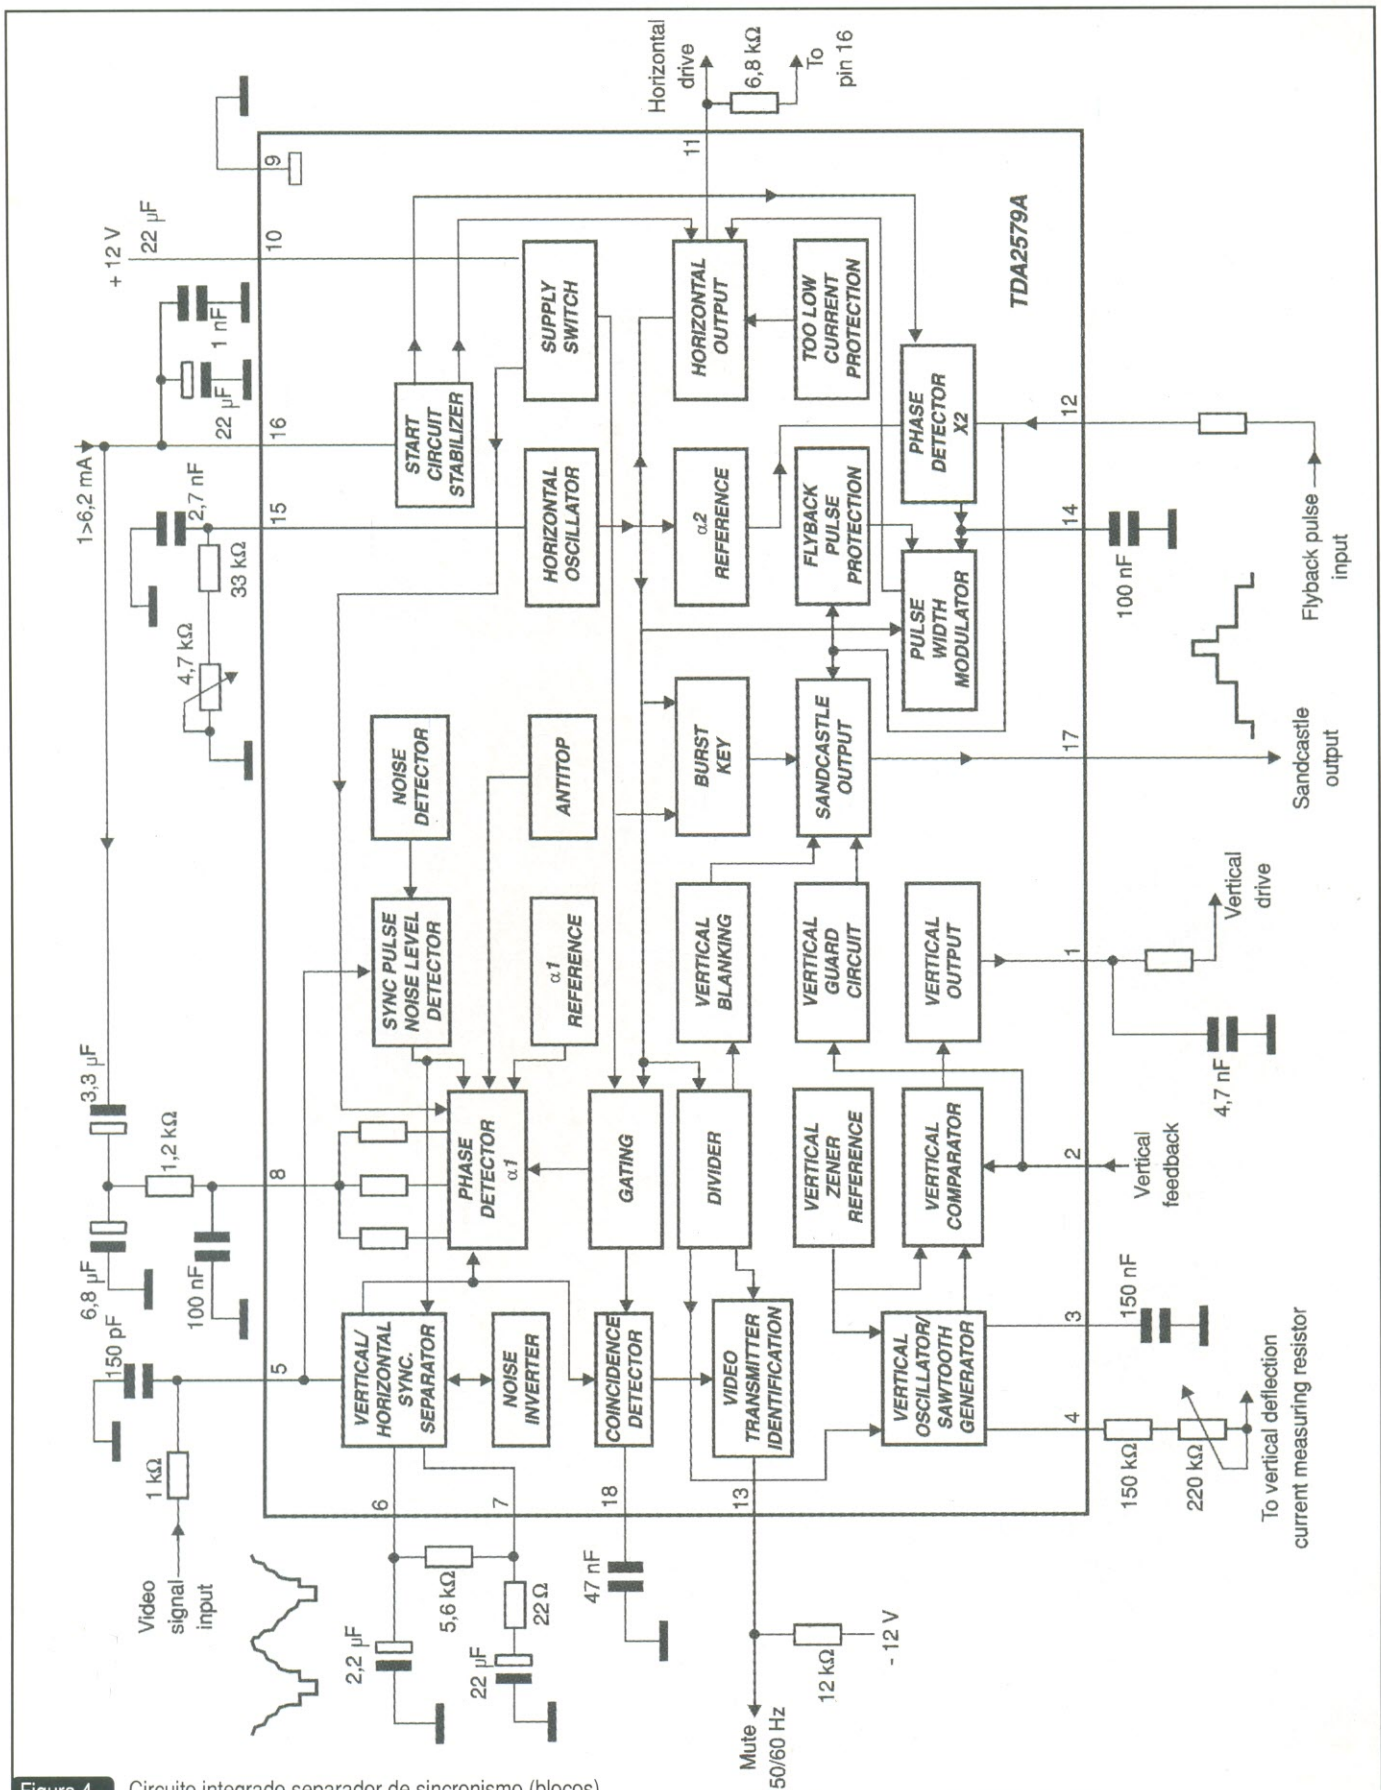 Video
signal
input
1 kΩ
150 pF
5
6,8 µF
3,3 µF
1,2 kΩ
100 nF
8
1>6,2 mA
4,7 kΩ
33 kΩ
2,7 nF
15
22 µF
1 nF
16
+ 12 V
22 µF
10
9
2,2 µF
5,6 kΩ
22 µF
22 Ω
6
7
47 nF
18
Mute
50/60 Hz
12 kΩ
- 12 V
13
VERTICAL/
HORIZONTAL
SYNC.
SEPARATOR
NOISE
INVERTER
COINCIDENCE
DETECTOR
VIDEO
TRANSMITTER
IDENTIFICATION
VERTICAL
OSCILLATOR/
SAWTOOTH
GENERATOR
PHASE
DETECTOR
α1
GATING
DIVIDER
VERTICAL
ZENER
REFERENCE
VERTICAL
COMPARATOR
SYNC PULSE
NOISE LEVEL
DETECTOR
α1
REFERENCE
VERTICAL
BLANKING
VERTICAL
GUARD
CIRCUIT
VERTICAL
OUTPUT
NOISE
DETECTOR
ANTITOP
BURST
KEY
SANDCASTLE
OUTPUT
PULSE
WIDTH
MODULATOR
START
CIRCUIT
STABILIZER
HORIZONTAL
OSCILLATOR
α2
REFERENCE
FLYBACK
PULSE
PROTECTION
PHASE
DETECTOR
X2
SUPPLY
SWITCH
HORIZONTAL
OUTPUT
TOO LOW
CURRENT
PROTECTION
TDA2579A
11
Horizontal
drive
6,8 kΩ
To
pin 16
4
3
2
1
17
14
12
150 kΩ
220 kΩ
To vertical deflection
current measuring resistor
150 nF
Vertical
feedback
4,7 nF
Vertical
drive
Sandcastle
output
100 nF
Flyback pulse
input
Figura 4 Circuito integrado separador de sincronismo (blocos)